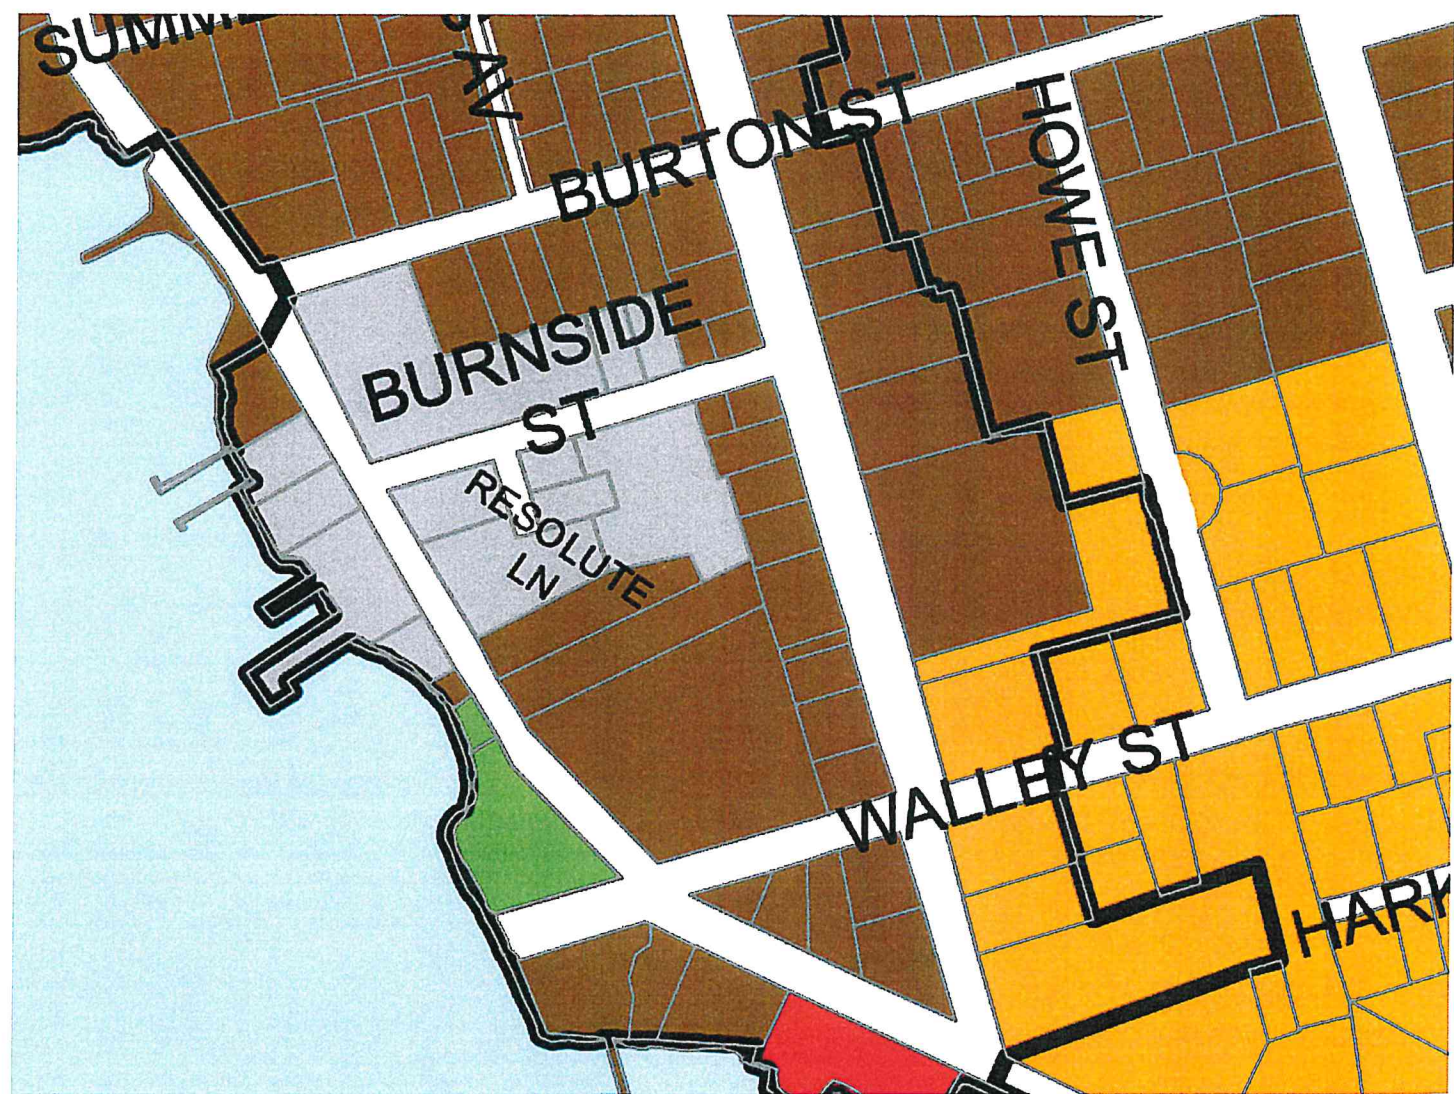 BURTON ST
HOWE ST
BURNSIDE
ST
RESOLUTE
LN
WALLEY ST